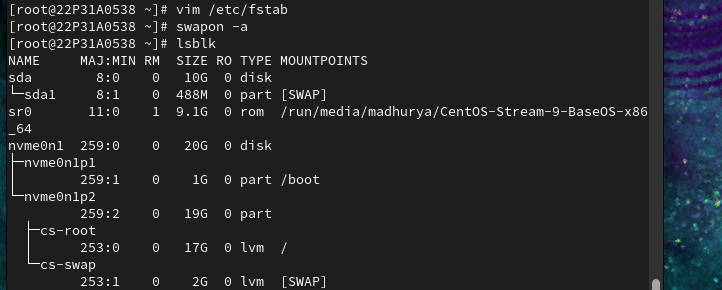 [root@22P31A0538 ~]# vim /etc/fstab
[root@22P31A0538 ~]# swapon -a
[root@22P31A0538 ~]# lsblk
NAME     MAJ:MIN RM  SIZE RO TYPE MOUNTPOINTS
sda        8:0    0   10G  0 disk
└─sda1     8:1    0  488M  0 part [SWAP]
sr0       11:0    1  9.1G  0 rom  /run/media/madhurya/CentOS-Stream-9-BaseOS-x86
_64
nvme0n1  259:0    0   20G  0 disk
├─nvme0n1p1
│        259:1    0    1G  0 part /boot
└─nvme0n1p2
         259:2    0   19G  0 part
  ├─cs-root
  │      253:0    0   17G  0 lvm  /
  └─cs-swap
         253:1    0    2G  0 lvm  [SWAP]